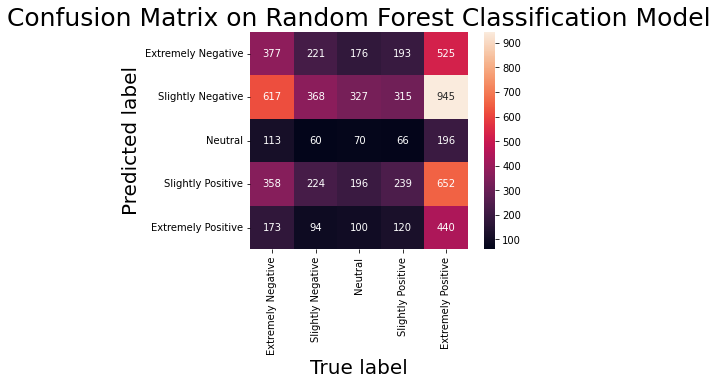 Confusion Matrix on Random Forest Classification Model
Predicted label
Extremely Negative 377 221 176 193 525
Slightly Negative 617 368 327 315 945
Neutral 113 60 70 66 196
Slightly Positive 358 224 196 239 652
Extremely Positive 173 94 100 120 440
Extremely Negative
Slightly Negative
Neutral
Slightly Positive
Extremely Positive
True label
900
800
700
600
500
400
300
200
100